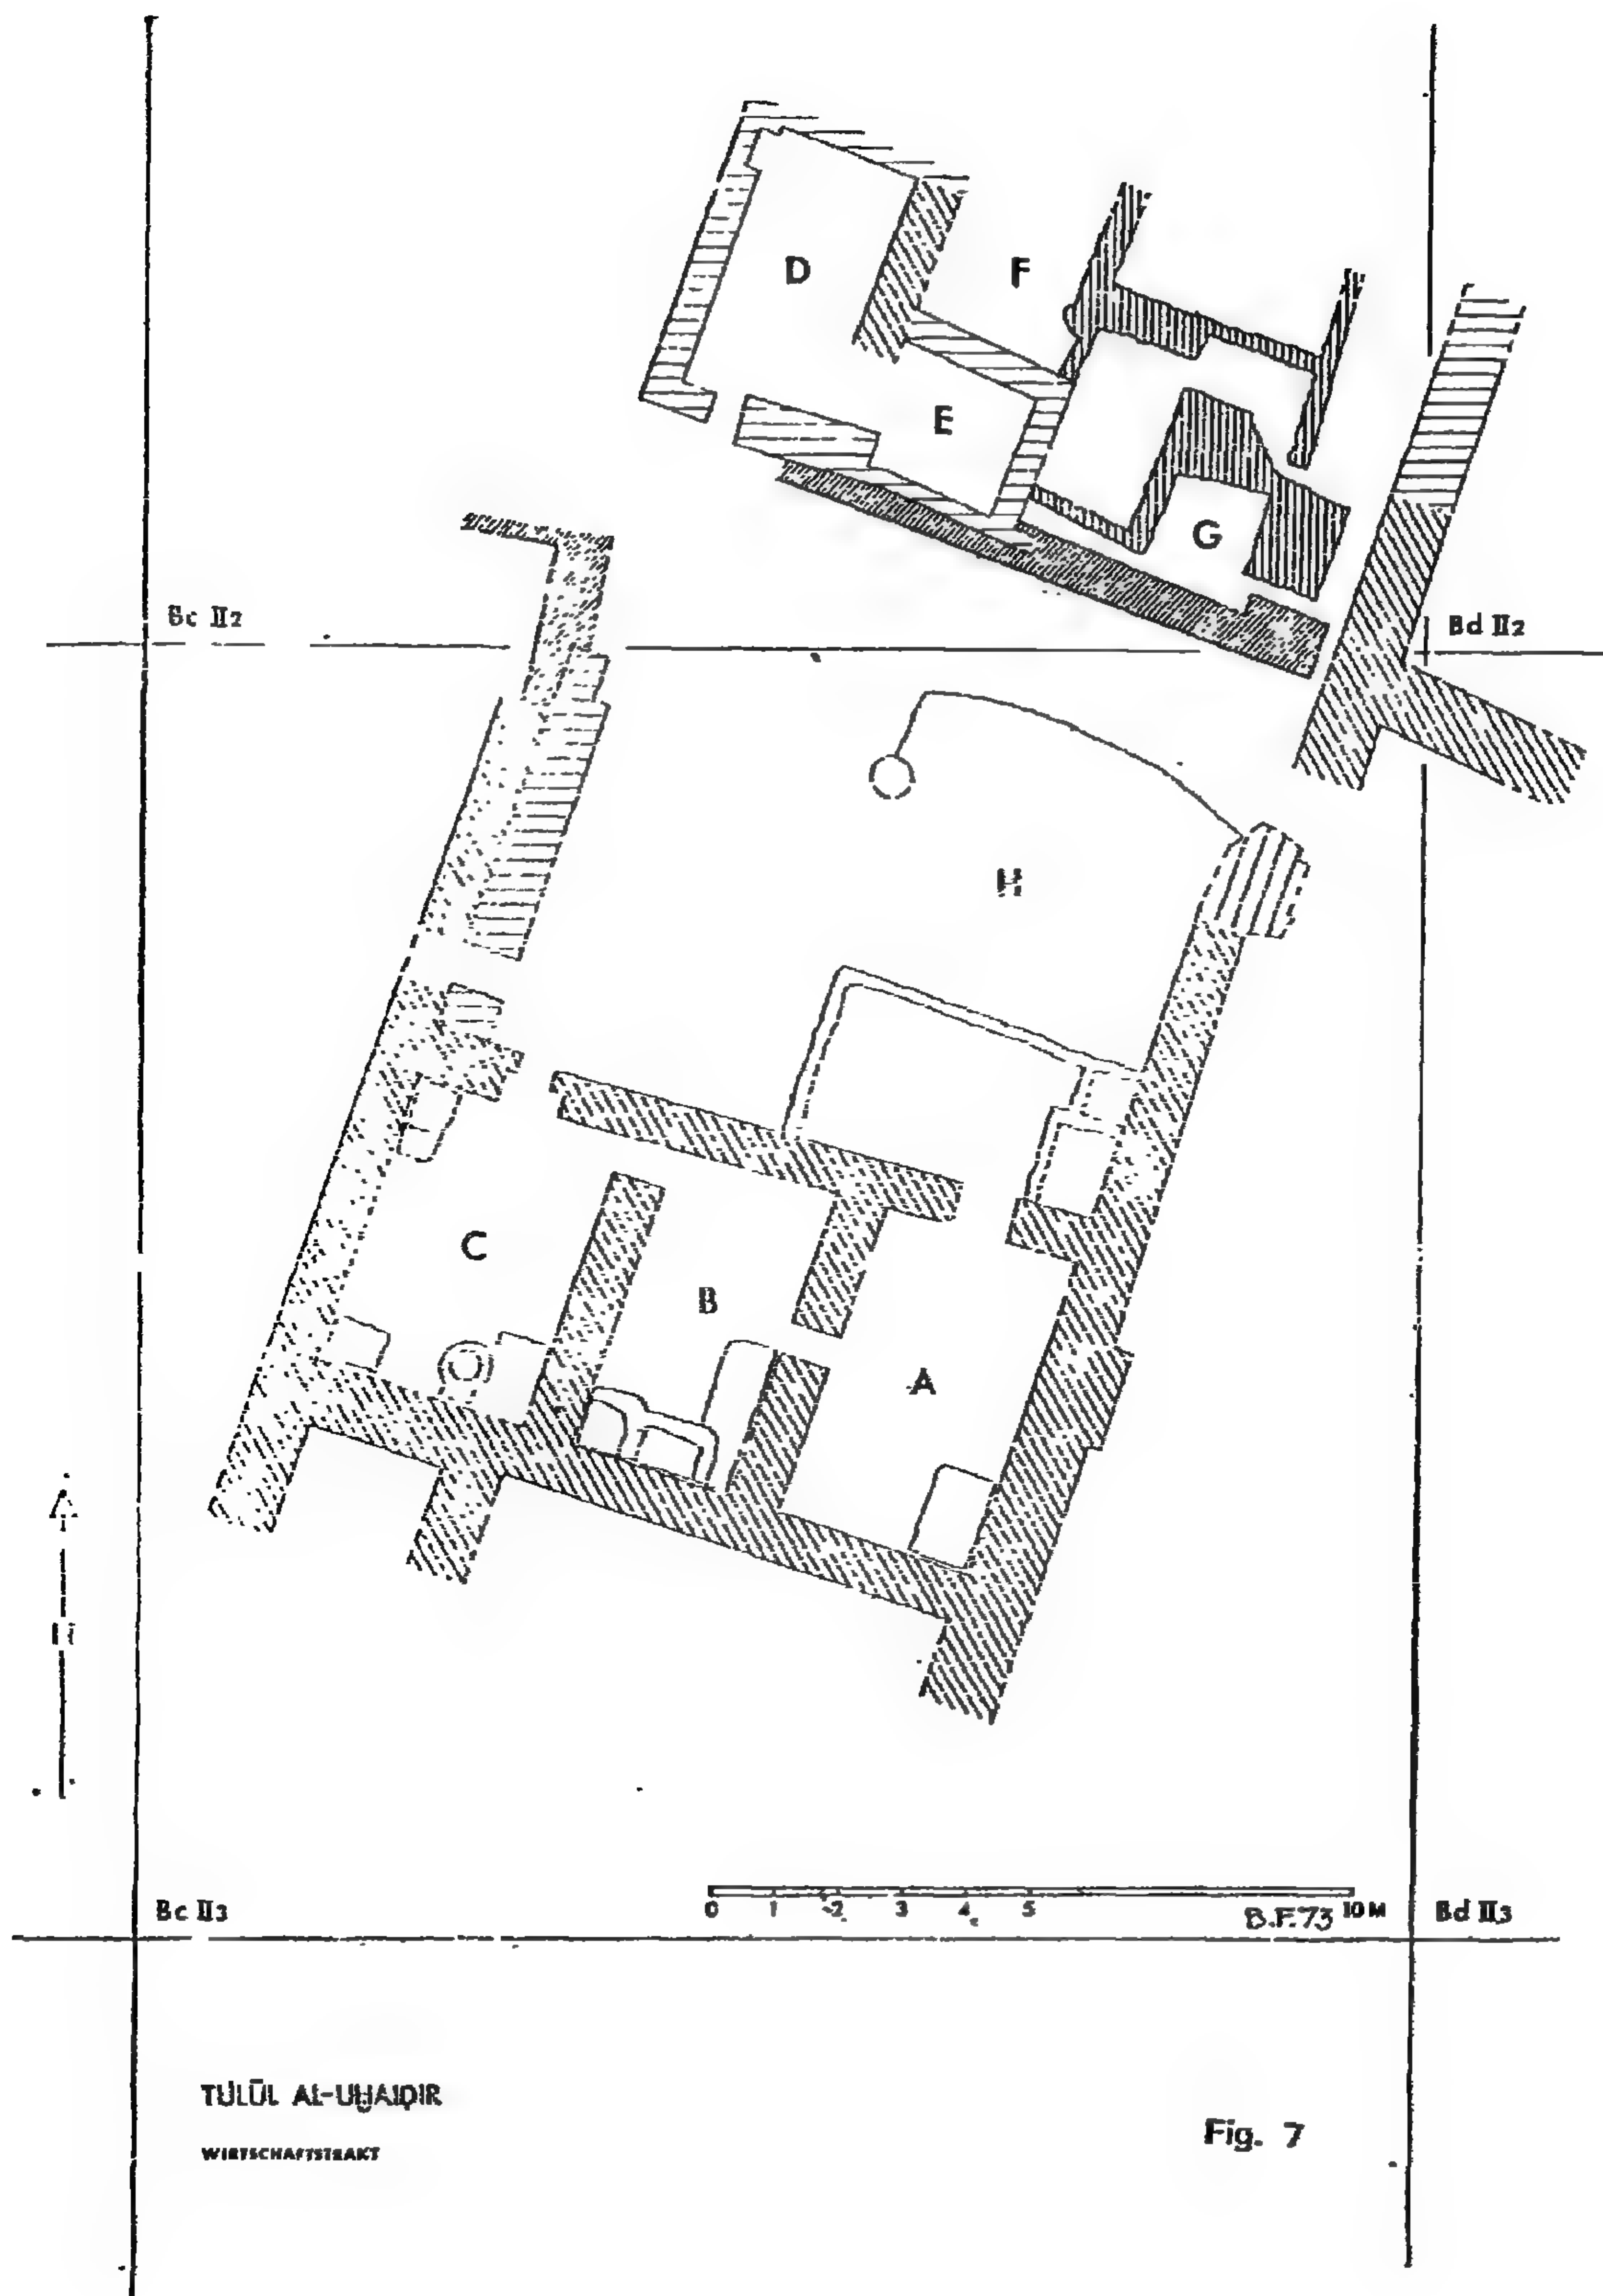 D
F
E
G
Bc II2
Bd II2
H
C
B
A
N
Bc II3
0 1 2 3 4 5 10 M
B.F.73
Bd II3
TULŪL AL-UḪAIḌIR
WIRTSCHAFTSTRAKT
Fig. 7